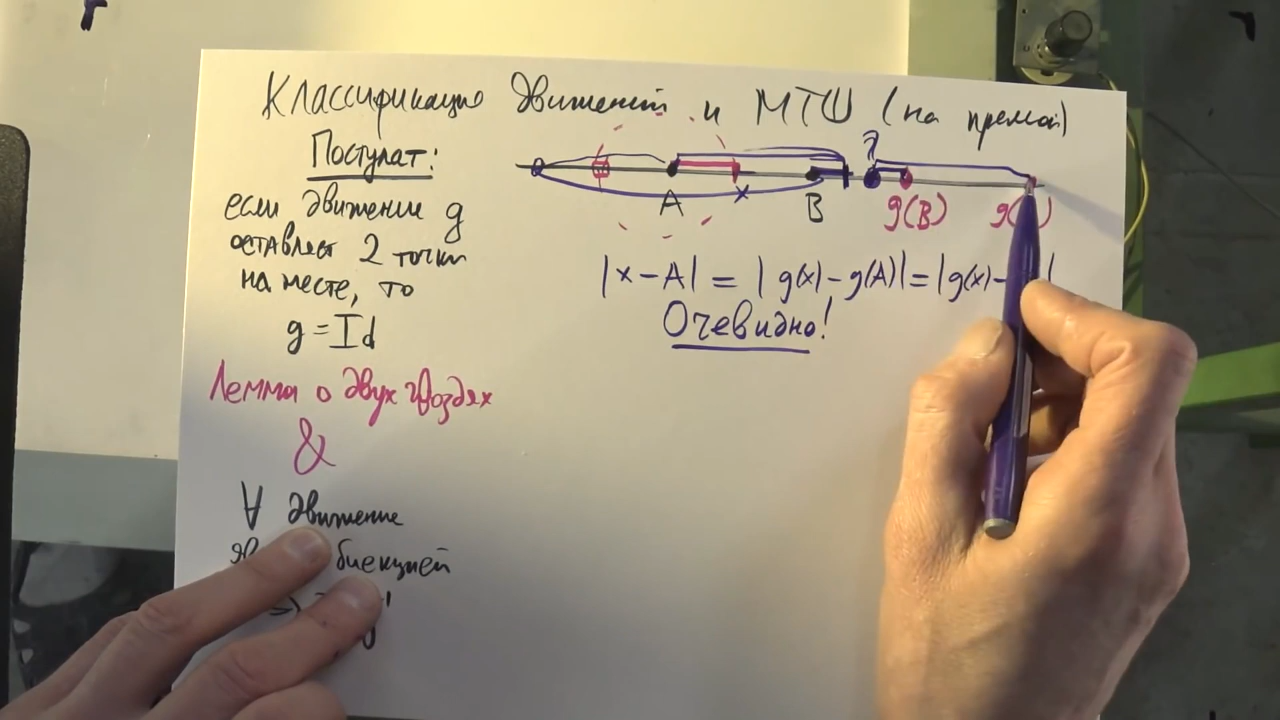 Классификация движений и МТШ (на прямой)
Постулат:
если движение g
оставляет 2 точки
на месте, то
g = Id
Лемма о двух гвоздях
&
∀ движение
биекцией
?
A x B g(B) g(
|x-A| = |g(x)-g(A)| = |g(x)- |
Очевидно!